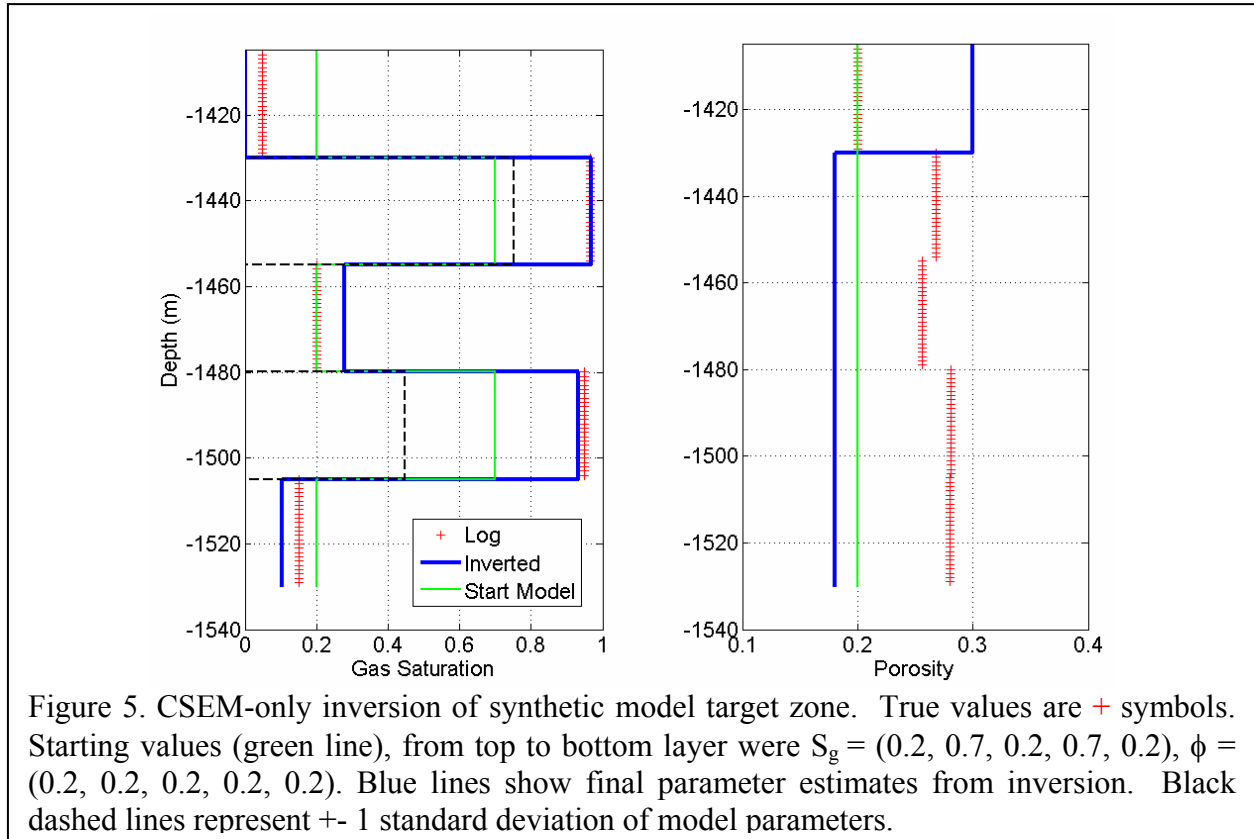 -1420
-1440
-1460
-1480
-1500
-1520
-1540
Depth (m)
0 0.2 0.4 0.6 0.8 1
Gas Saturation
+ Log
Inverted
Start Model
-1420
-1440
-1460
-1480
-1500
-1520
-1540
0.1 0.2 0.3 0.4
Porosity
Figure 5. CSEM-only inversion of synthetic model target zone. True values are + symbols.
Starting values (green line), from top to bottom layer were Sg = (0.2, 0.7, 0.2, 0.7, 0.2), ϕ =
(0.2, 0.2, 0.2, 0.2, 0.2). Blue lines show final parameter estimates from inversion. Black
dashed lines represent +- 1 standard deviation of model parameters.